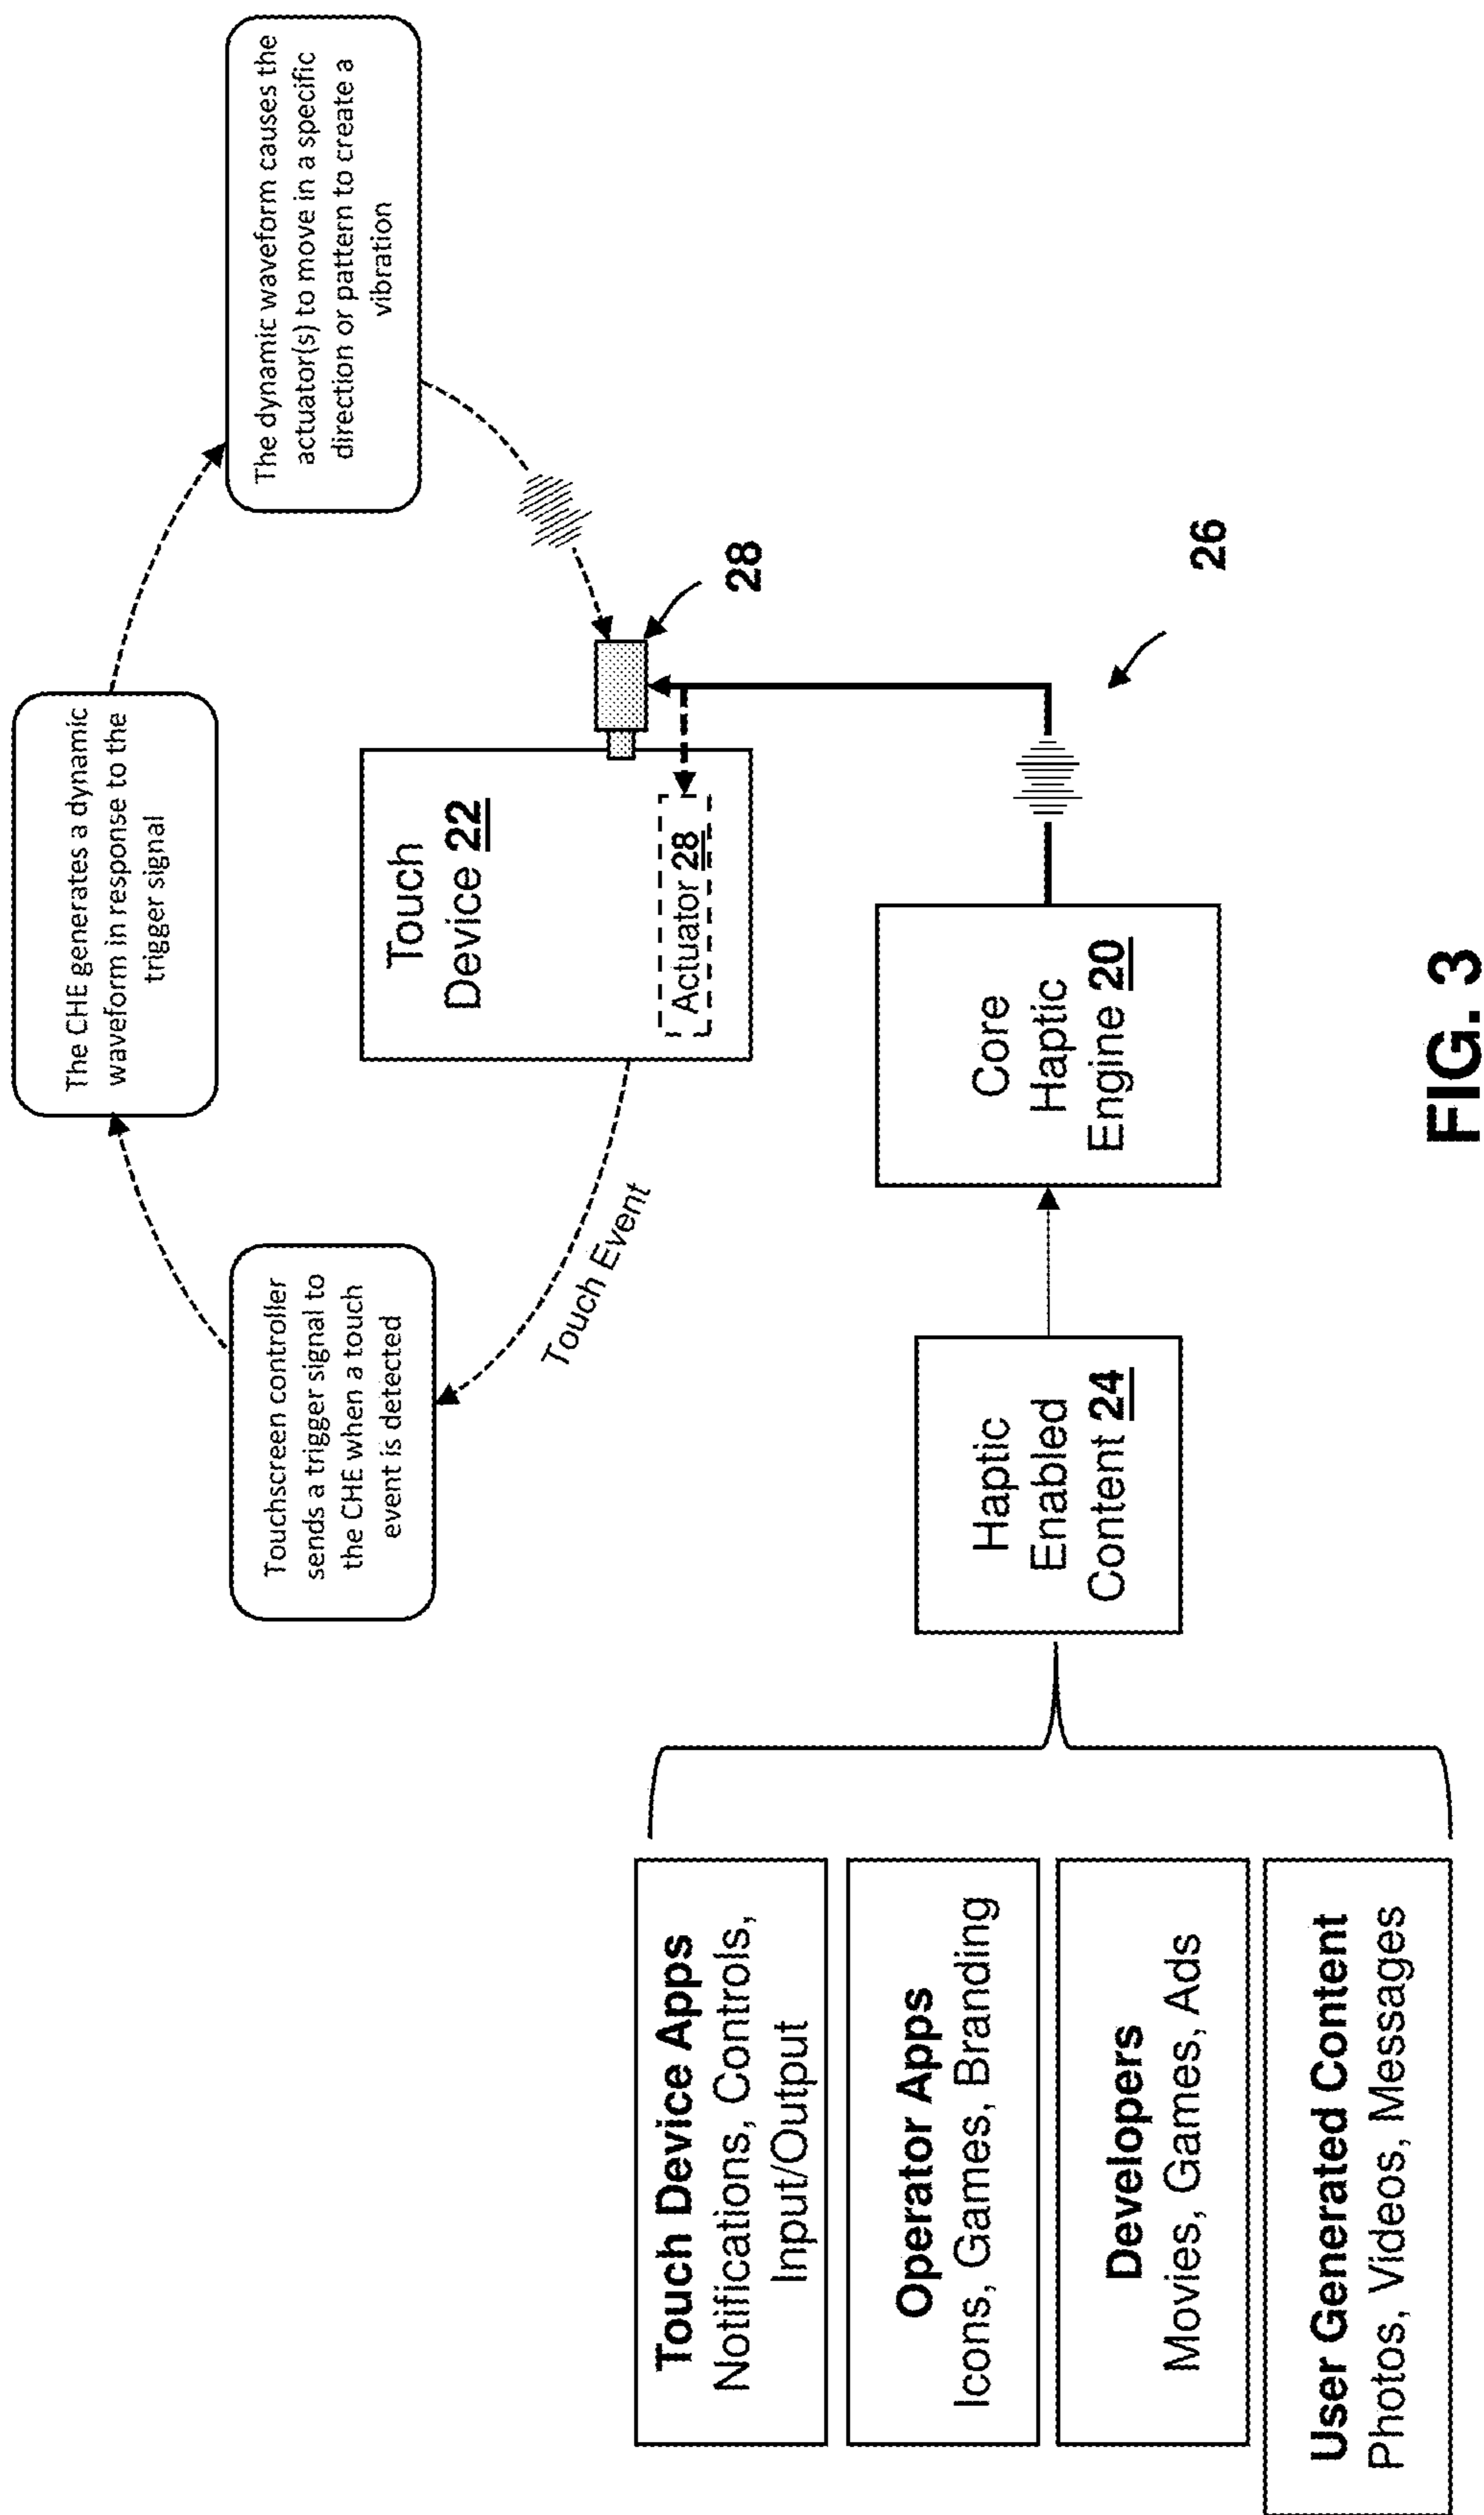 The CHE generates a dynamic
waveform in response to the
trigger signal
Touchscreen controller
sends a trigger signal to
the CHE when a touch
event is detected
The dynamic waveform causes the
actuator(s) to move in a specific
direction or pattern to create a
vibration
Touch Event
Touch
Device 22
Actuator 28
28
Touch Device Apps
Notifications, Controls,
Input/Output
Operator Apps
Icons, Games, Branding
Developers
Movies, Games, Ads
User Generated Content
Photos, Videos, Messages
Haptic
Enabled
Content 24
Core
Haptic
Engine 20
26
FIG. 3